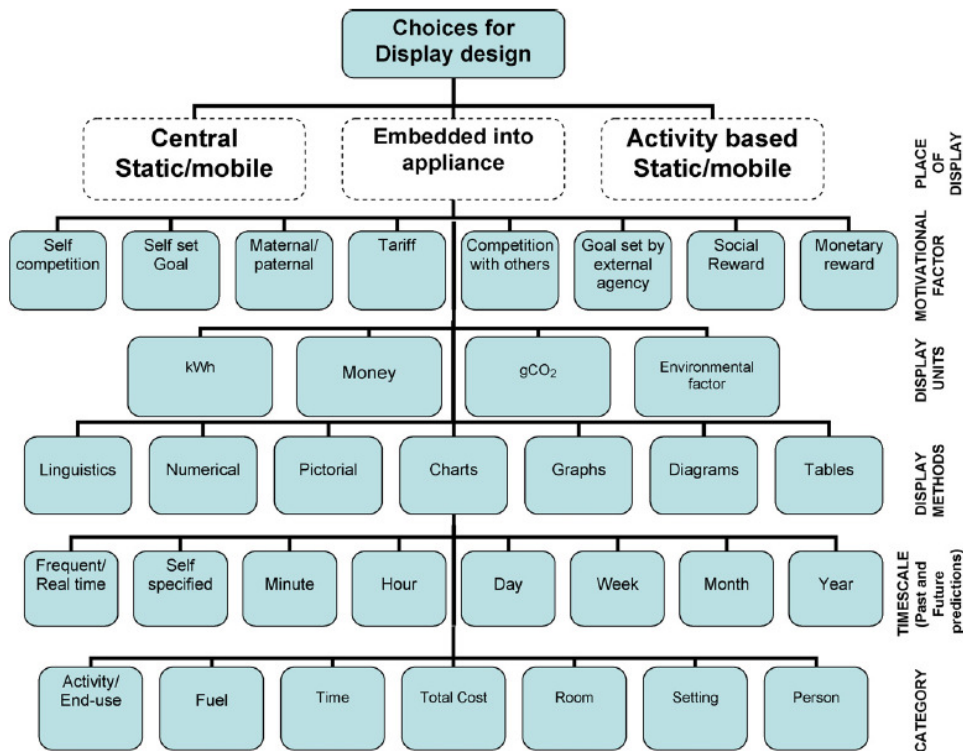 Choices for
Display design
Central
Static/mobile
Embedded into
appliance
Activity based
Static/mobile
PLACE
OF
DISPLAY
Self
competition
Self set
Goal
Maternal/
paternal
Tariff
Competition
with others
Goal set by
external
agency
Social
Reward
Monetary
reward
MOTIVATIONAL
FACTOR
kWh
Money
gCO₂
Environmental
factor
DISPLAY
UNITS
Linguistics
Numerical
Pictorial
Charts
Graphs
Diagrams
Tables
DISPLAY
METHODS
Frequent/
Real time
Self
specified
Minute
Hour
Day
Week
Month
Year
TIMESCALE
(Past and
Future
predictions)
Activity/
End-use
Fuel
Time
Total Cost
Room
Setting
Person
CATEGORY